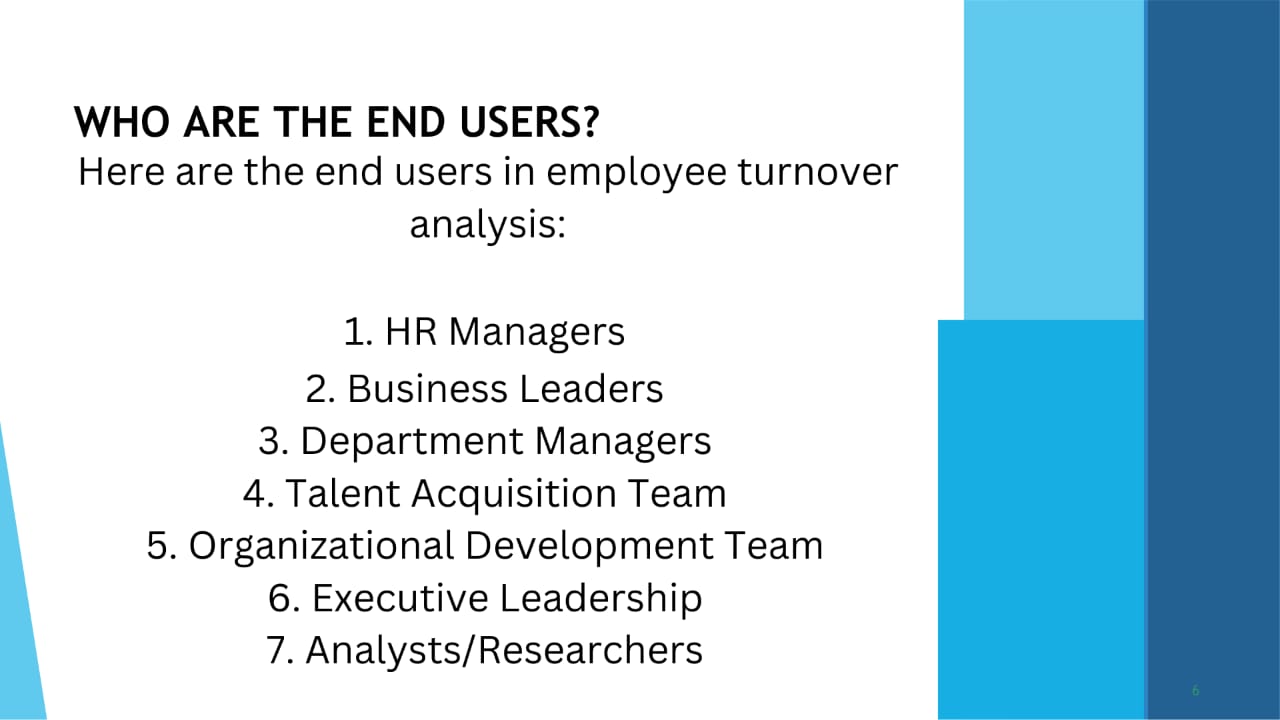 WHO ARE THE END USERS?
Here are the end users in employee turnover
analysis:
1. HR Managers
2. Business Leaders
3. Department Managers
4. Talent Acquisition Team
5. Organizational Development Team
6. Executive Leadership
7. Analysts/Researchers
6